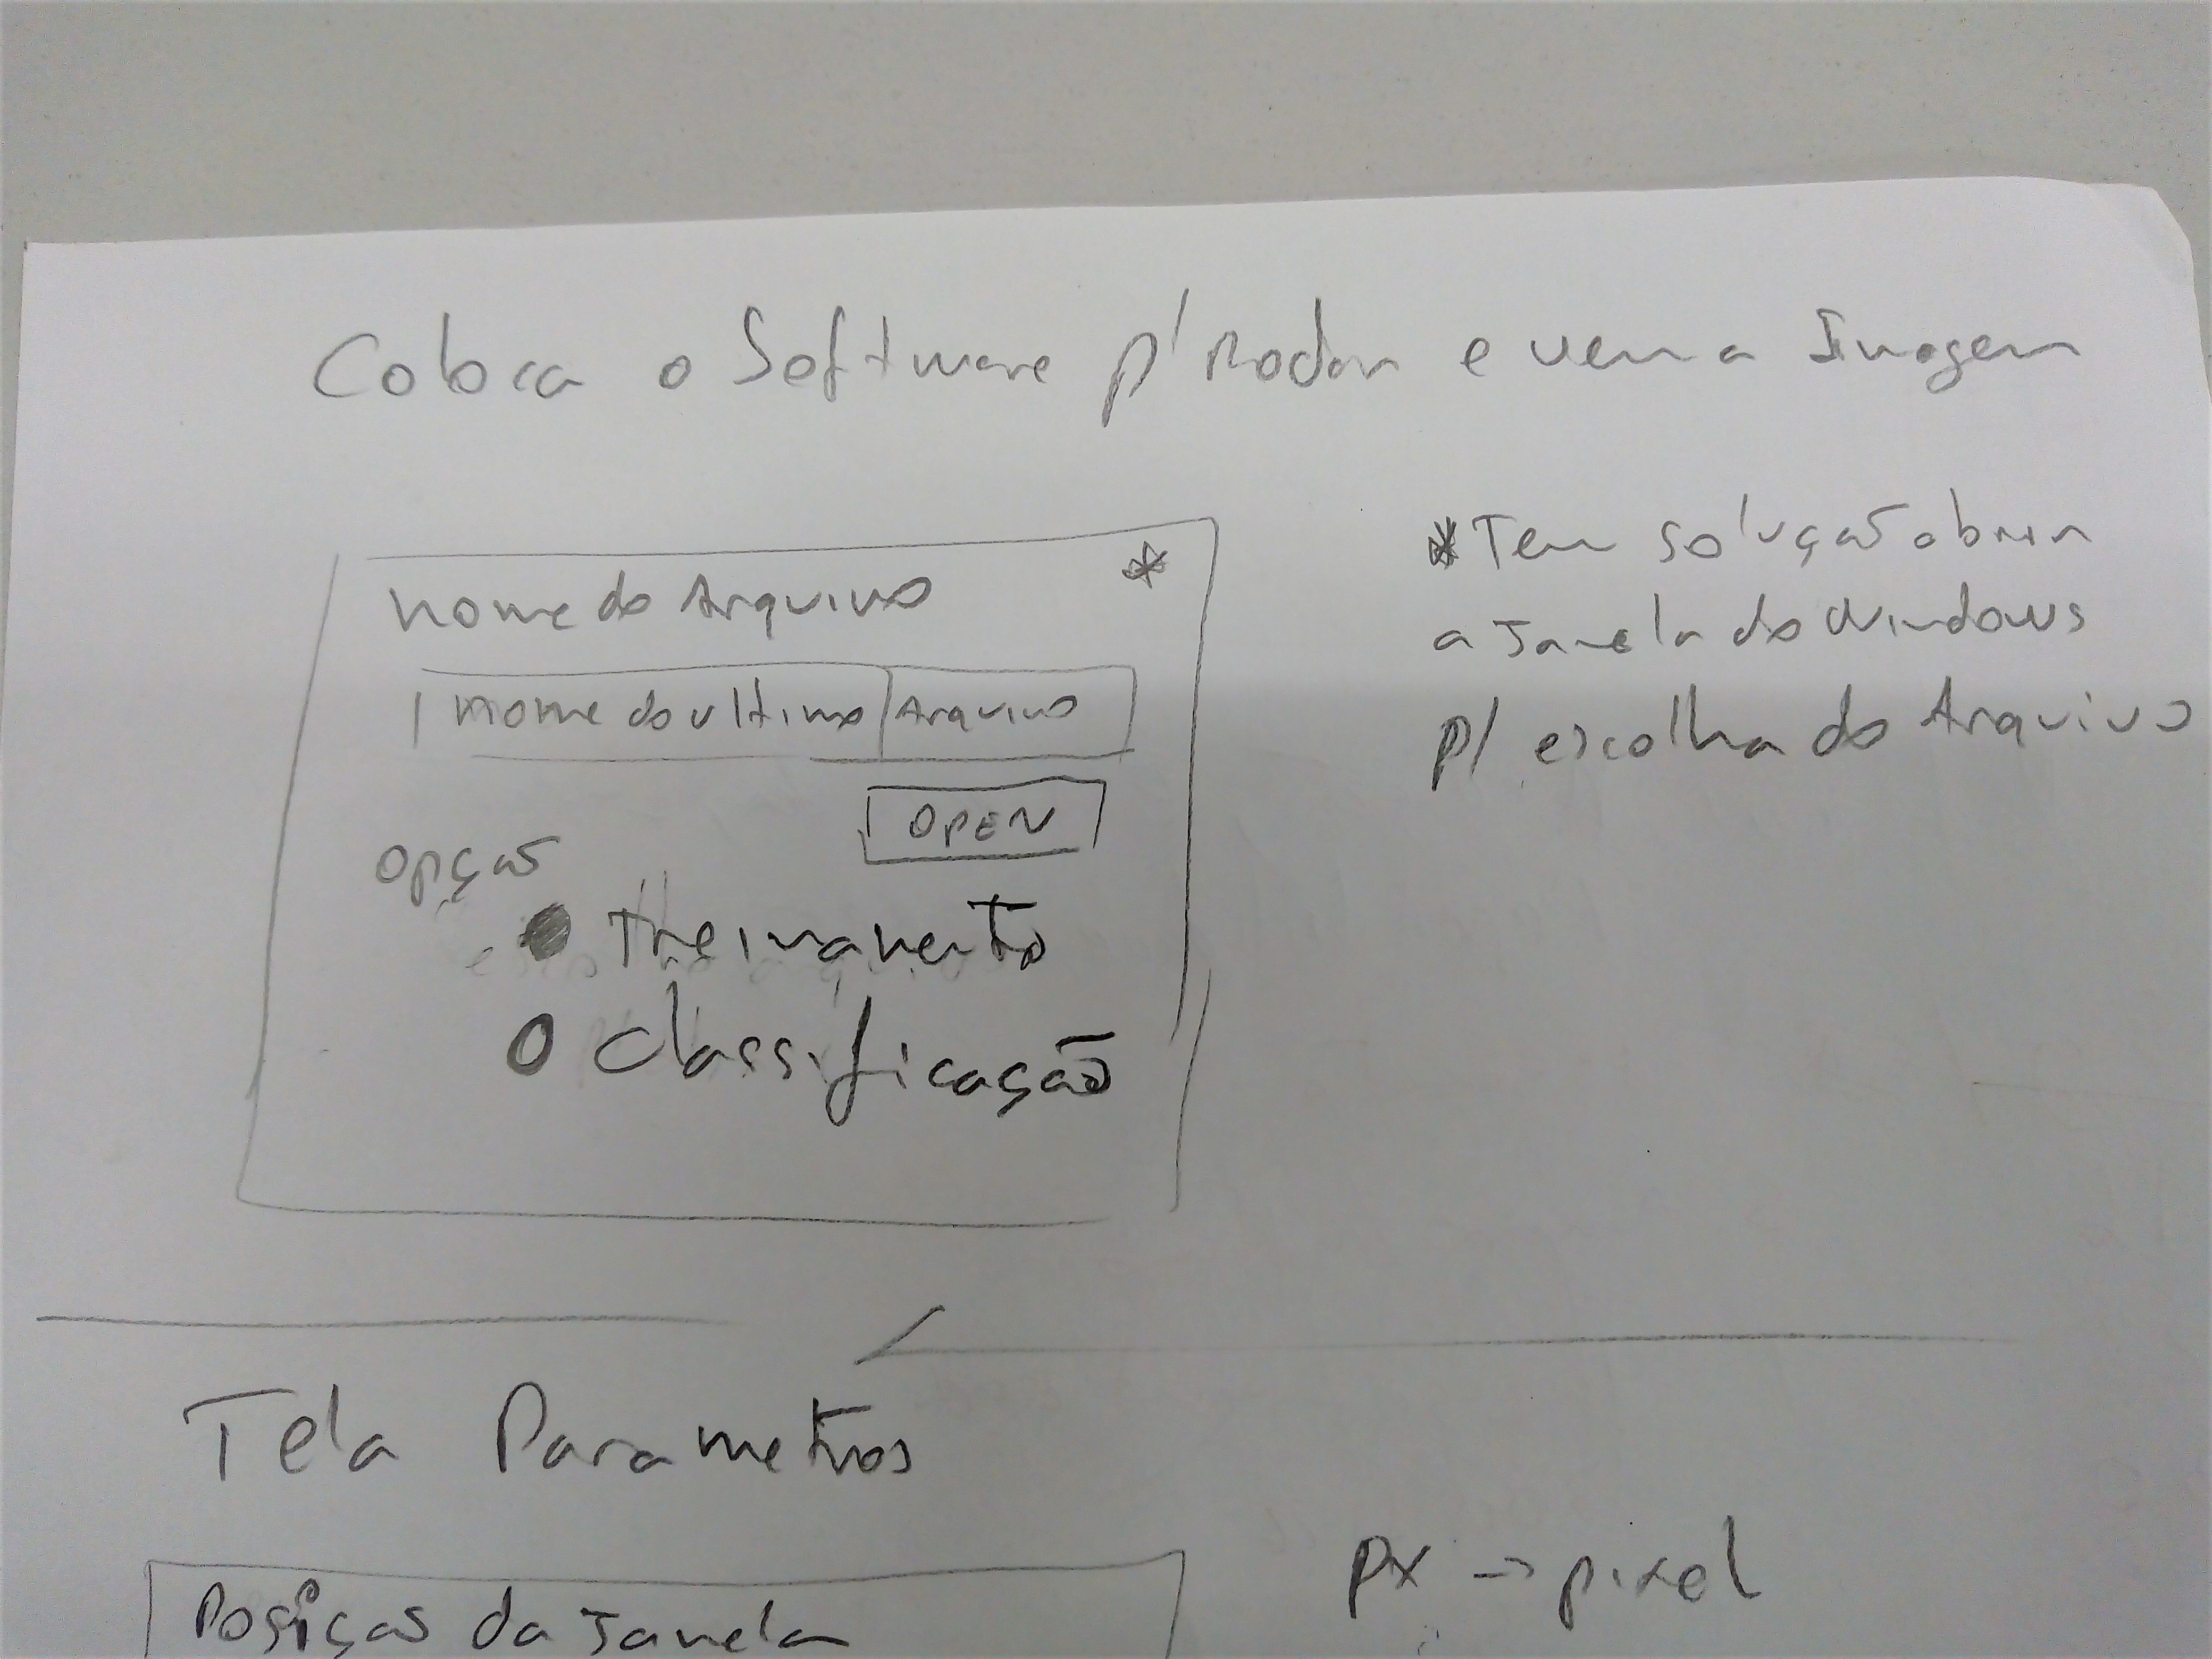 Coloca o Software p/ Rodar e vem a Imagem
Nome do Arquivo *
nome do ultimo Arquivo
OPEN
Opção
Treinamento
Classificação
*Tem solução abrir
a Janela do Windows
p/ escolha do Arquivo
Tela Parametros
px -> pixel
Posição da Janela